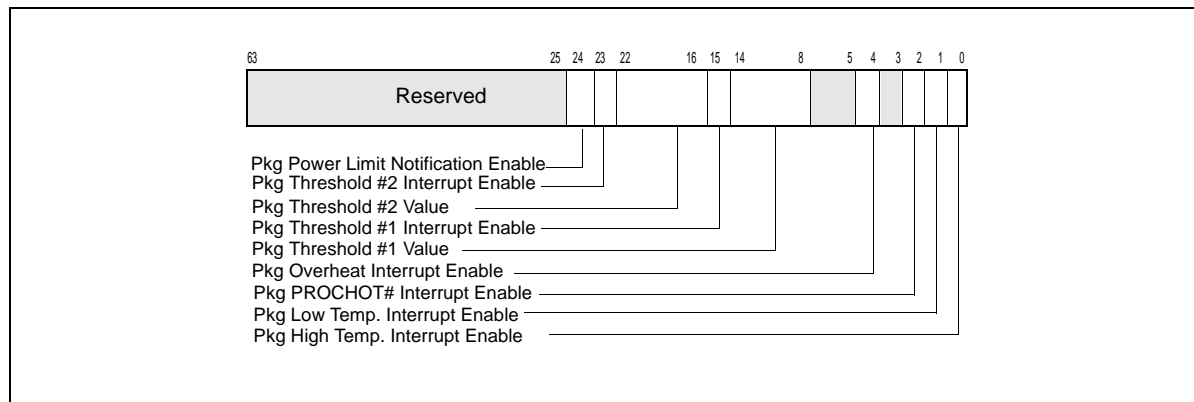 63 25 24 23 22 16 15 14 8 5 4 3 2 1 0
Reserved
Pkg Power Limit Notification Enable
Pkg Threshold #2 Interrupt Enable
Pkg Threshold #2 Value
Pkg Threshold #1 Interrupt Enable
Pkg Threshold #1 Value
Pkg Overheat Interrupt Enable
Pkg PROCHOT# Interrupt Enable
Pkg Low Temp. Interrupt Enable
Pkg High Temp. Interrupt Enable